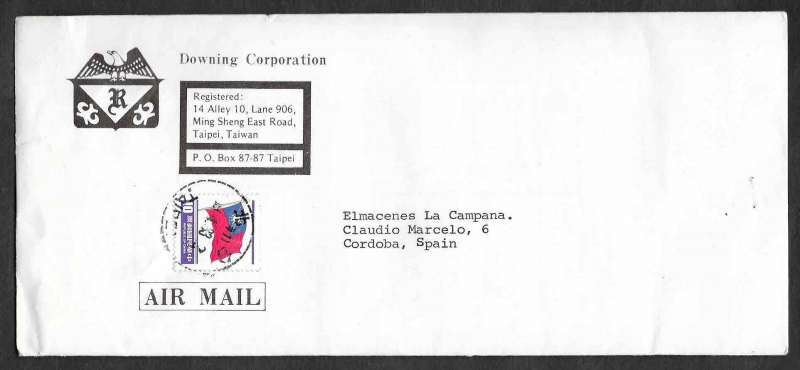 Downing Corporation
R
Registered:
14 Alley 10, Lane 906,
Ming Sheng East Road,
Taipei, Taiwan
P. O. Box 87-87 Taipei
Elmacenes La Campana.
Claudio Marcelo, 6
Cordoba, Spain
AIR MAIL